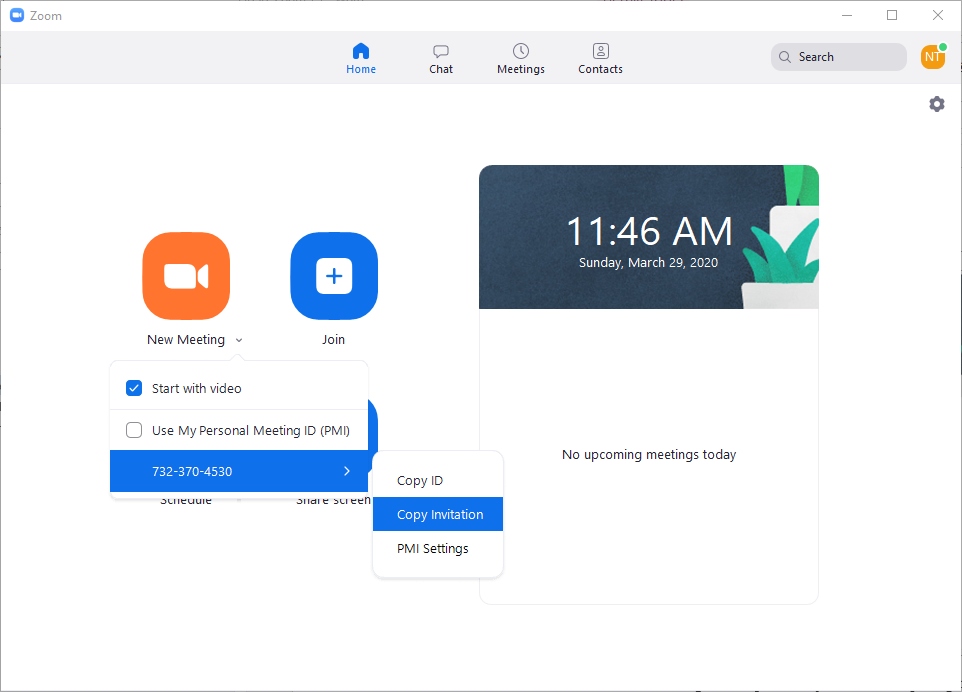 Zoom
Home
Chat
Meetings
Contacts
Search
NT
11:46 AM
Sunday, March 29, 2020
New Meeting
Join
Start with video
Use My Personal Meeting ID (PMI)
732-370-4530
Schedule
Share screen
Copy ID
Copy Invitation
PMI Settings
No upcoming meetings today